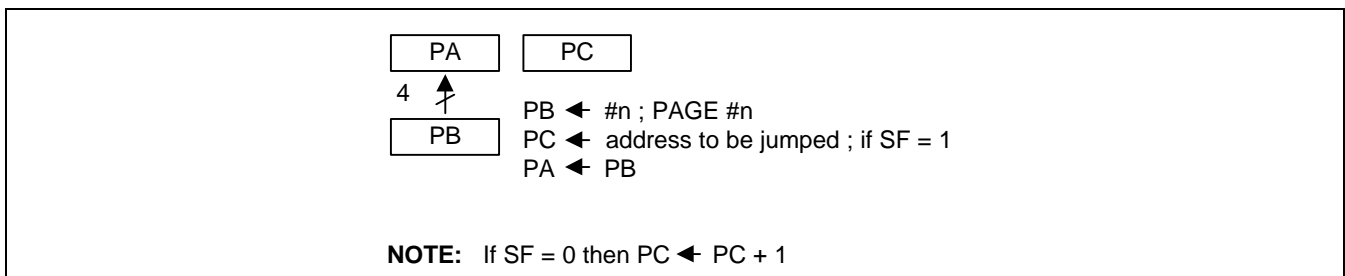 PA PC
4
PB ← #n ; PAGE #n
PB PC ← address to be jumped ; if SF = 1
PA ← PB
NOTE: If SF = 0 then PC ← PC + 1